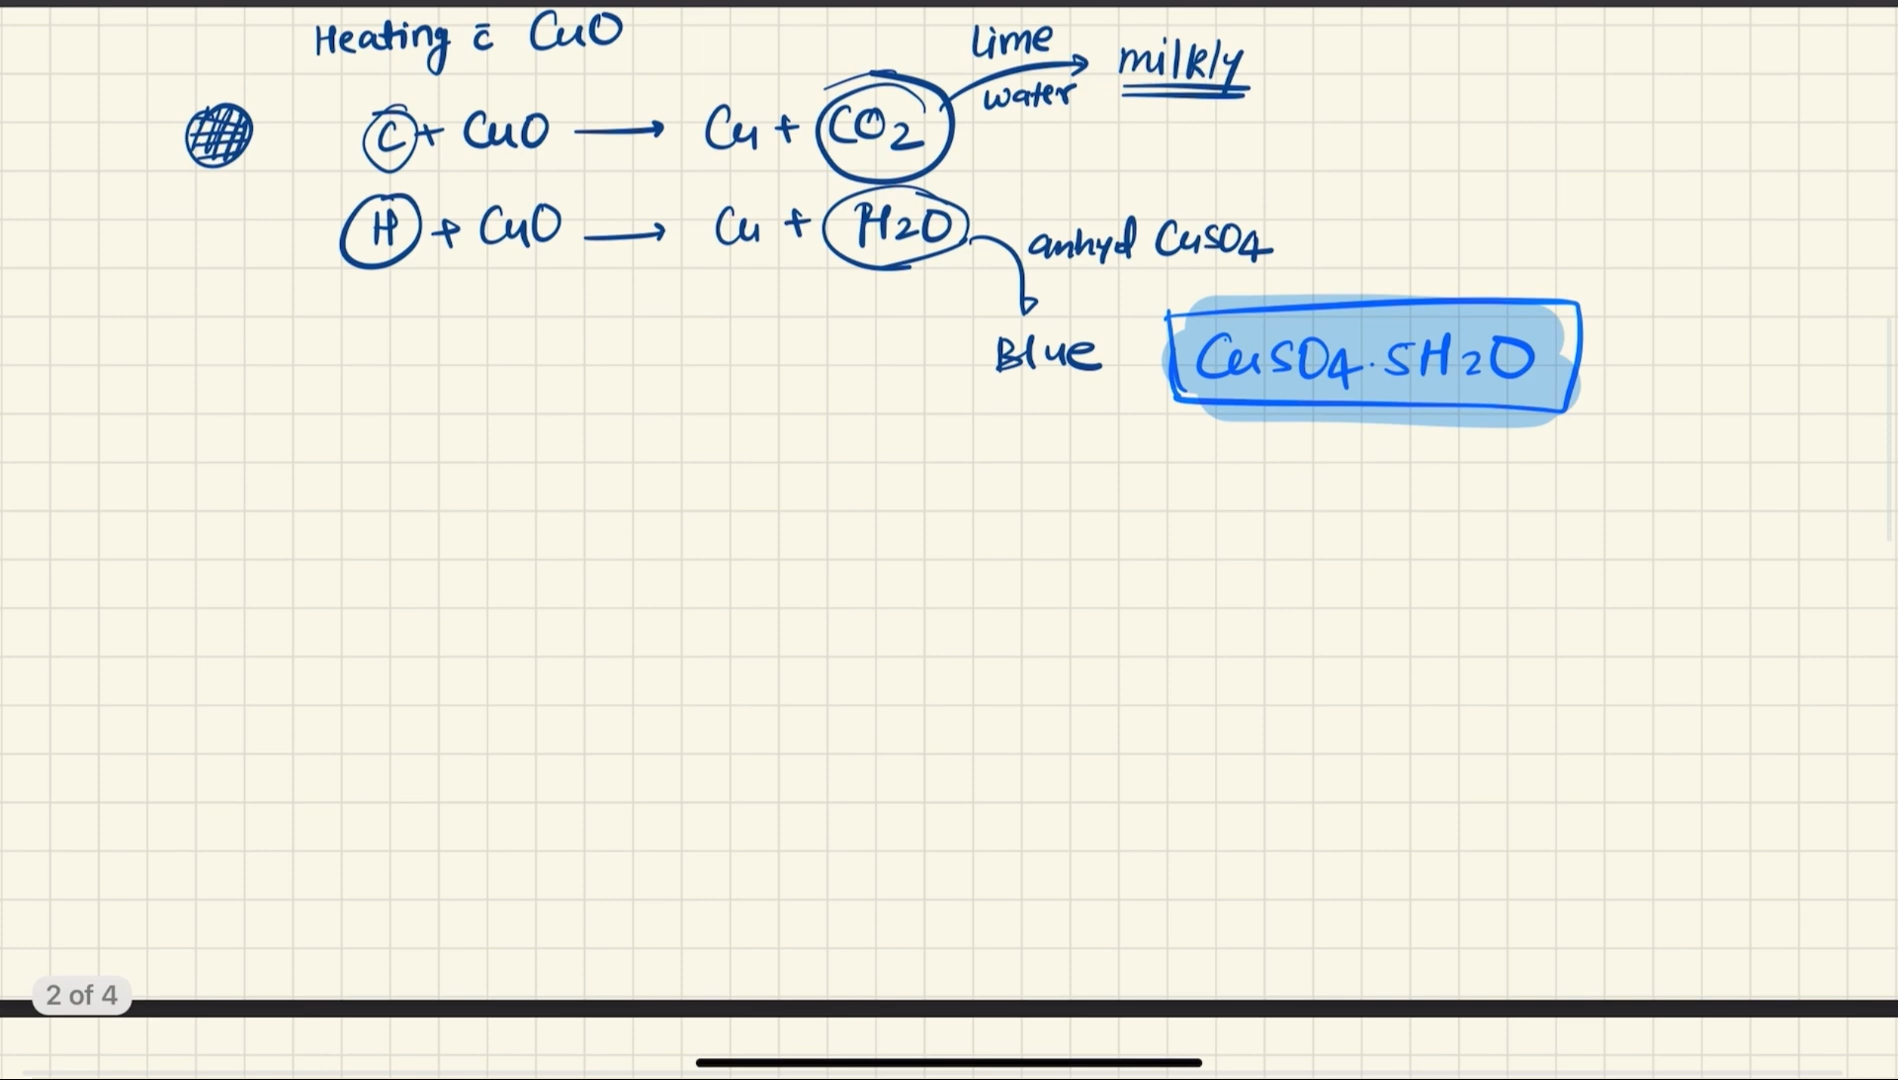 Heating c̄ CuO
lime
water
milkly
C + CuO → Cu + CO2
H + CuO → Cu + H2O
anhyd CuSO4
Blue
CuSO4·5H2O
2 of 4